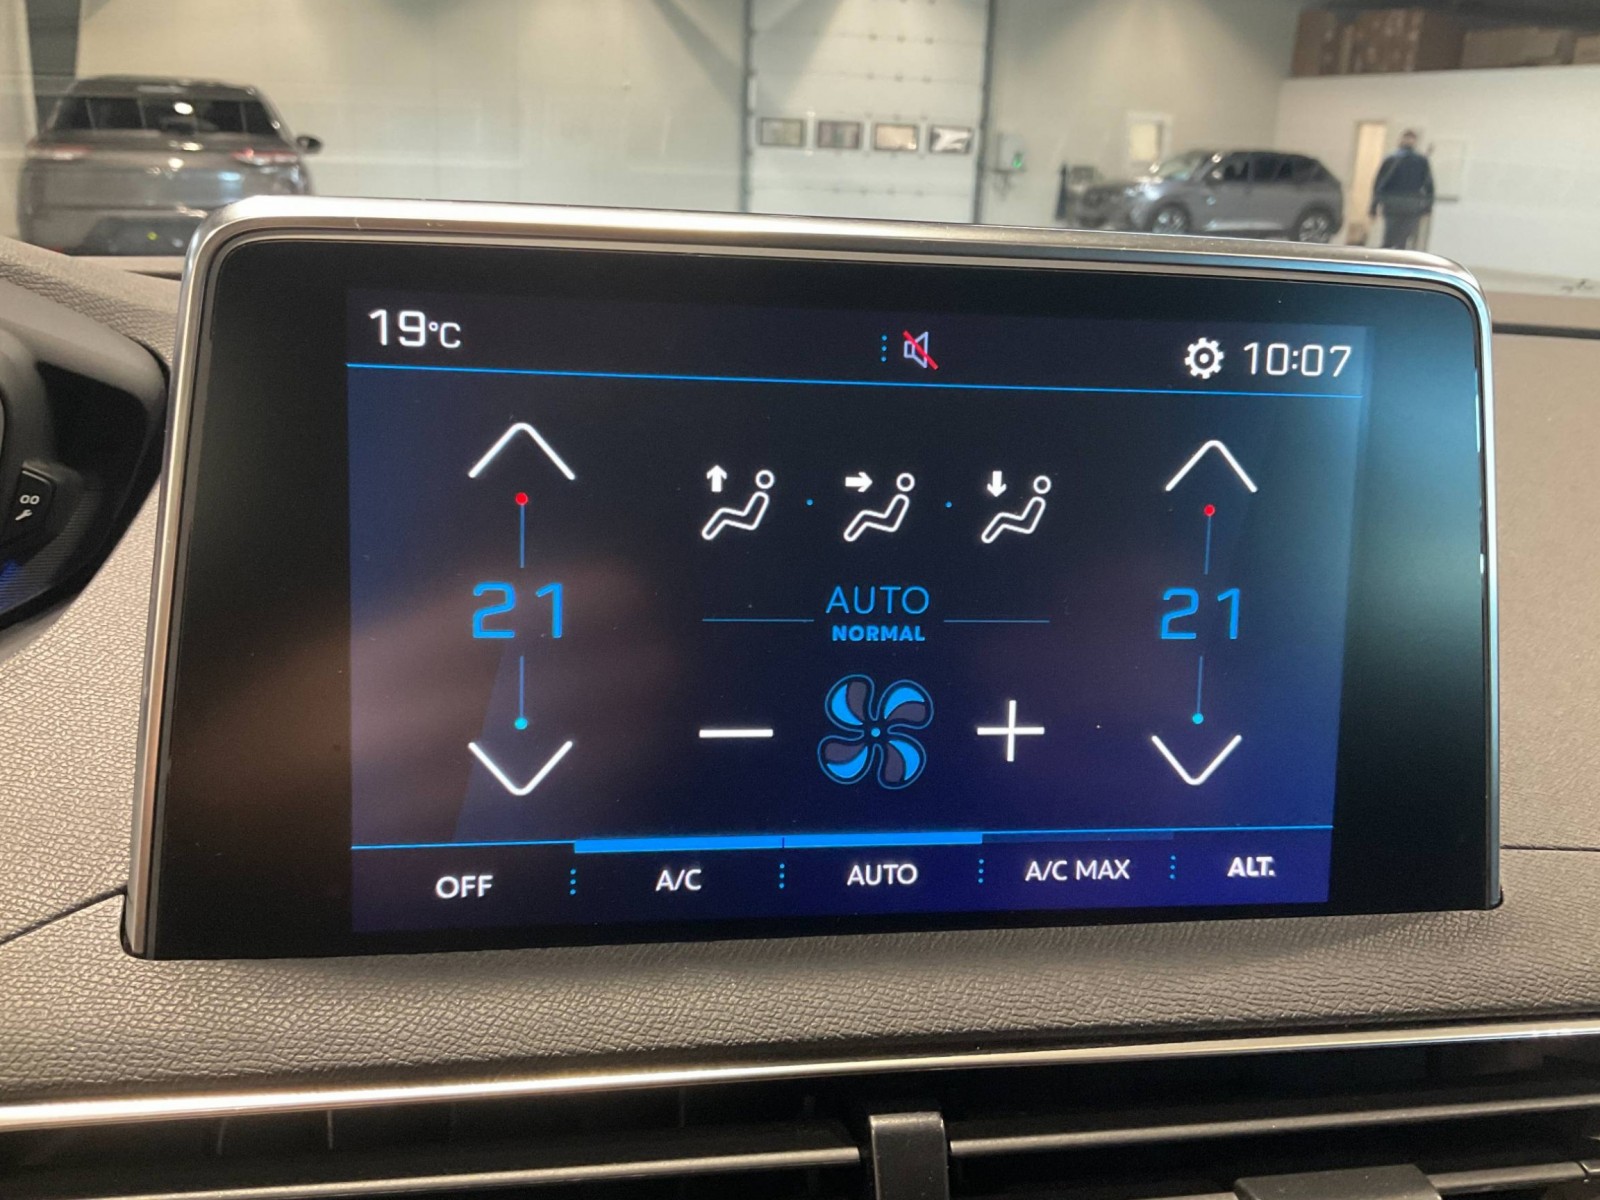 19°C
10:07
21
AUTO
NORMAL
21
OFF
A/C
AUTO
A/C MAX
ALT.